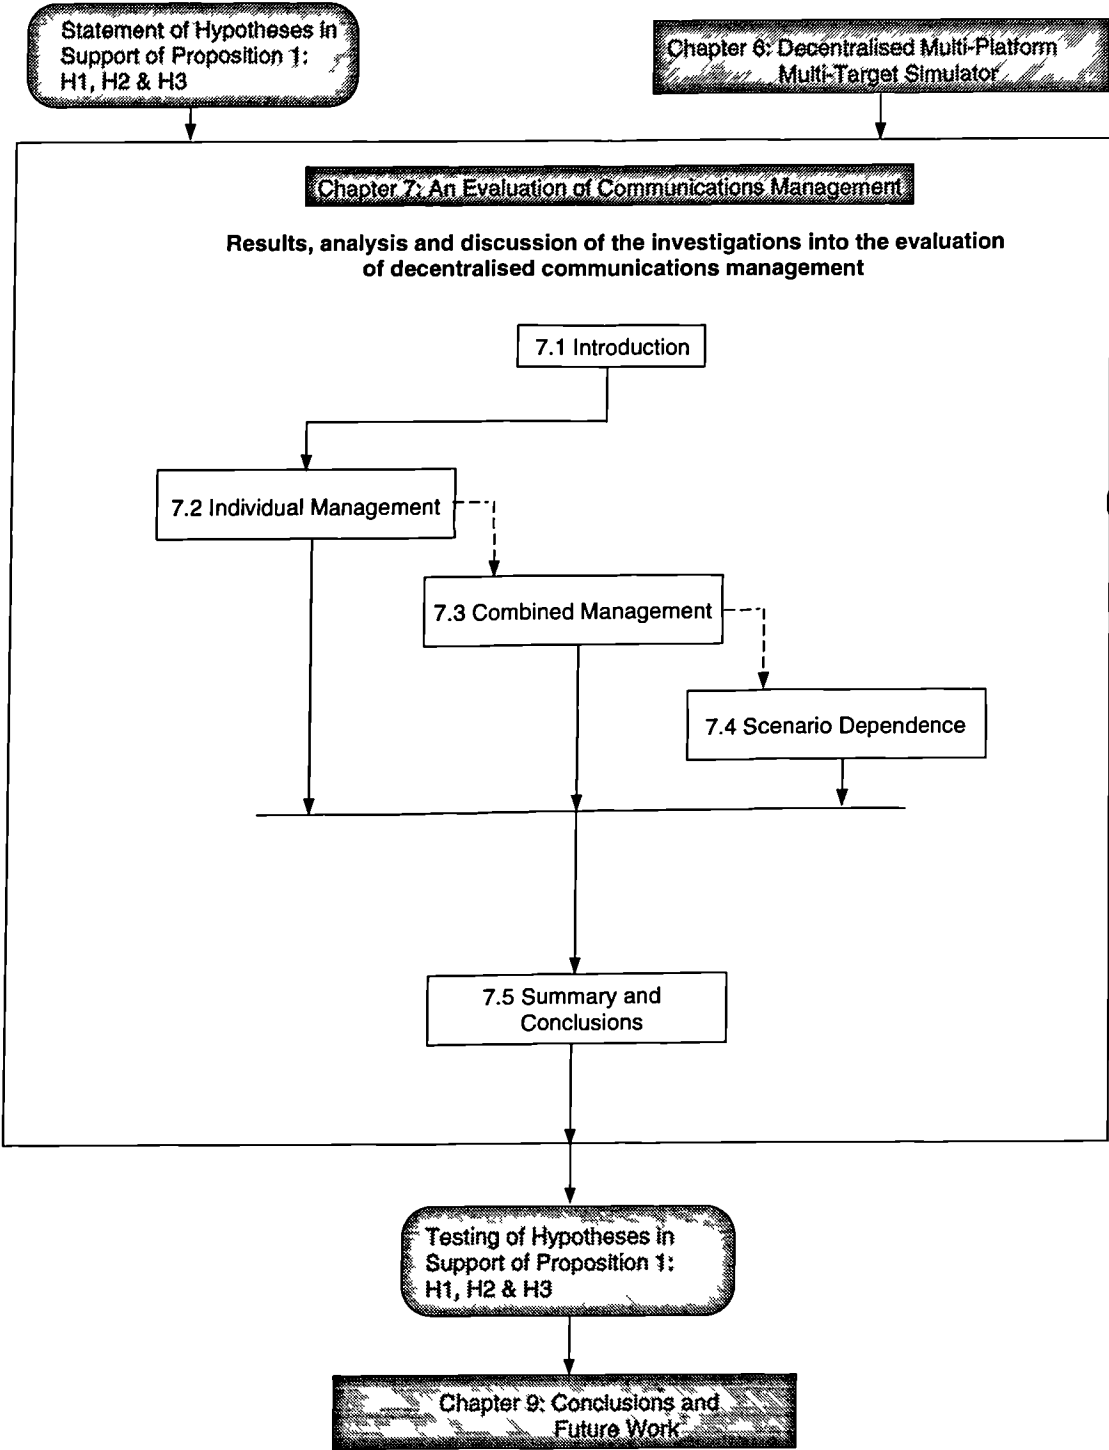 Statement of Hypotheses in
Support of Proposition 1:
H1, H2 & H3
Chapter 6: Decentralised Multi-Platform
Multi-Target Simulator
Chapter 7: An Evaluation of Communications Management
Results, analysis and discussion of the investigations into the evaluation
of decentralised communications management
7.1 Introduction
7.2 Individual Management
7.3 Combined Management
7.4 Scenario Dependence
7.5 Summary and
Conclusions
Testing of Hypotheses in
Support of Proposition 1:
H1, H2 & H3
Chapter 9: Conclusions and
Future Work